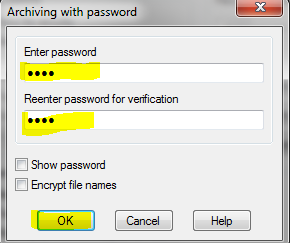 Archiving with password
Enter password
••••
Reenter password for verification
••••
Show password
Encrypt file names
OK Cancel Help